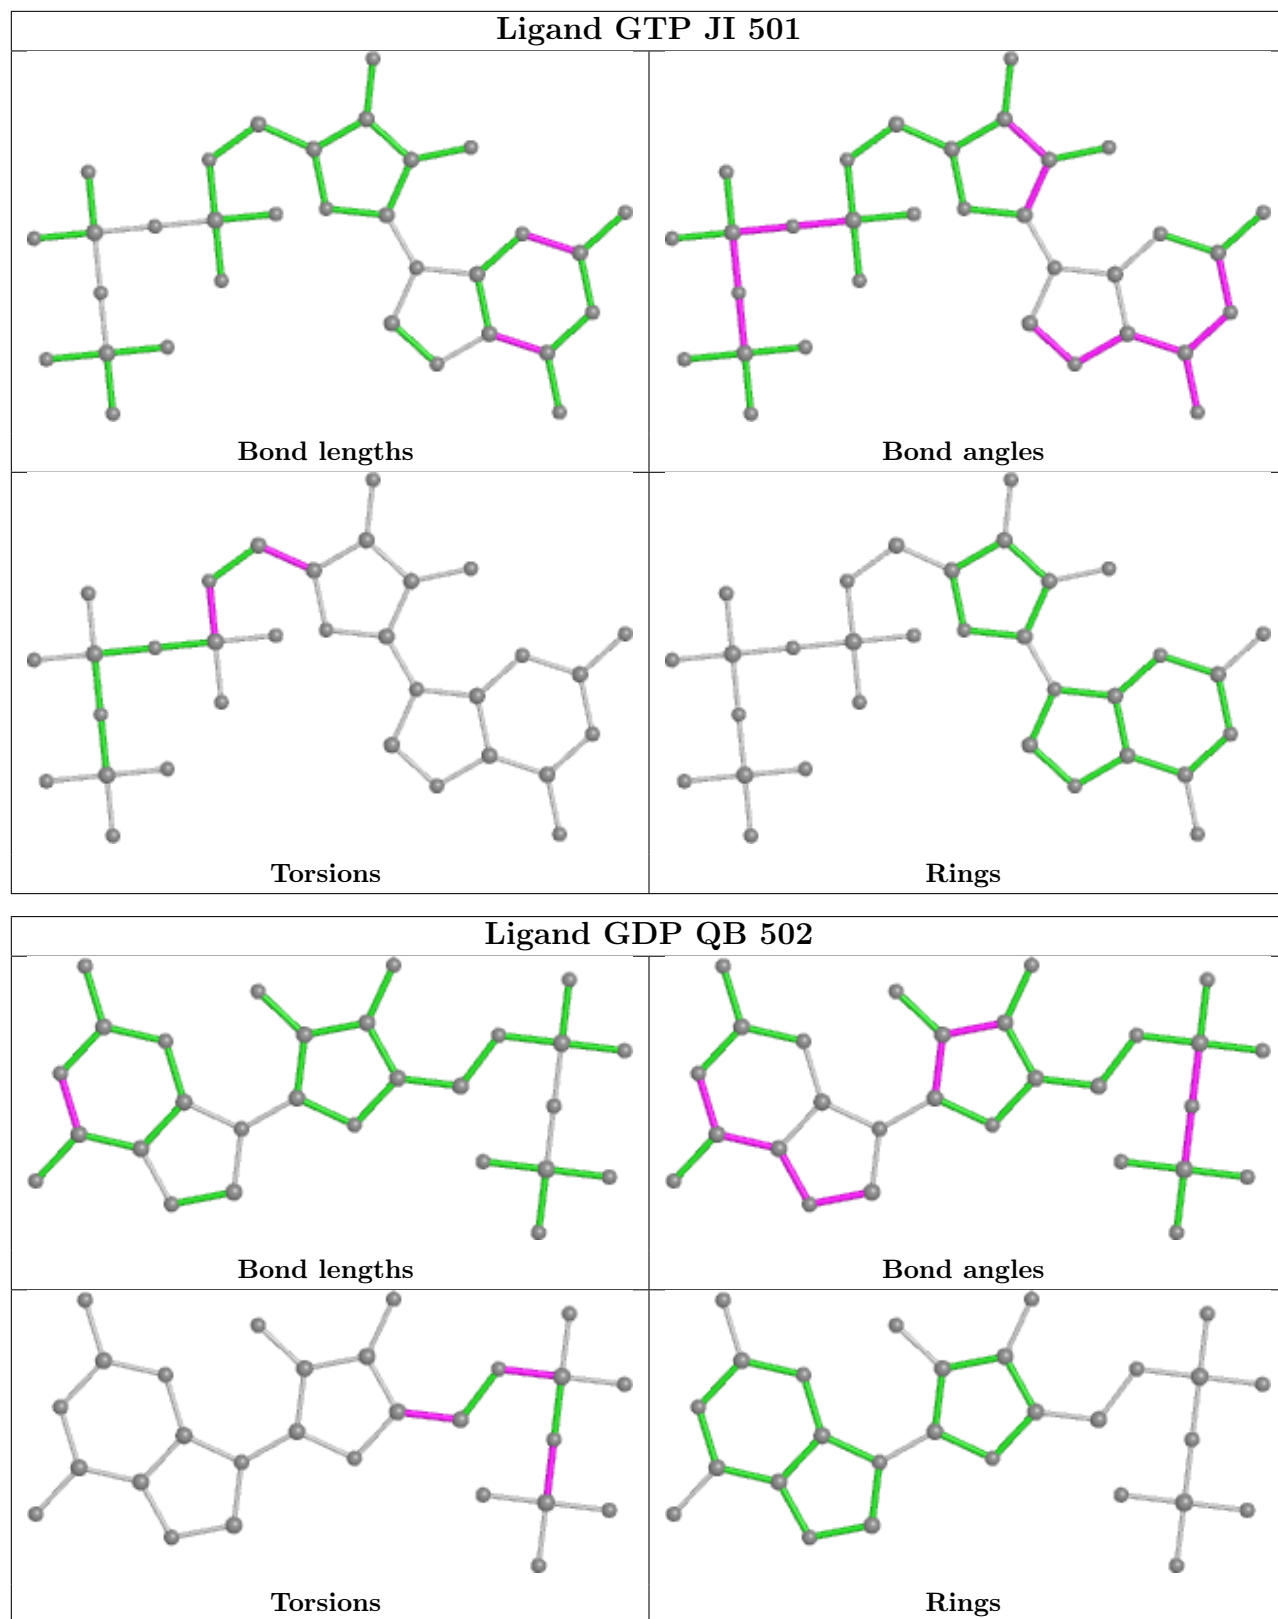 Ligand GTP JI 501
Bond lengths
Bond angles
Torsions
Rings
Ligand GDP QB 502
Bond lengths
Bond angles
Torsions
Rings